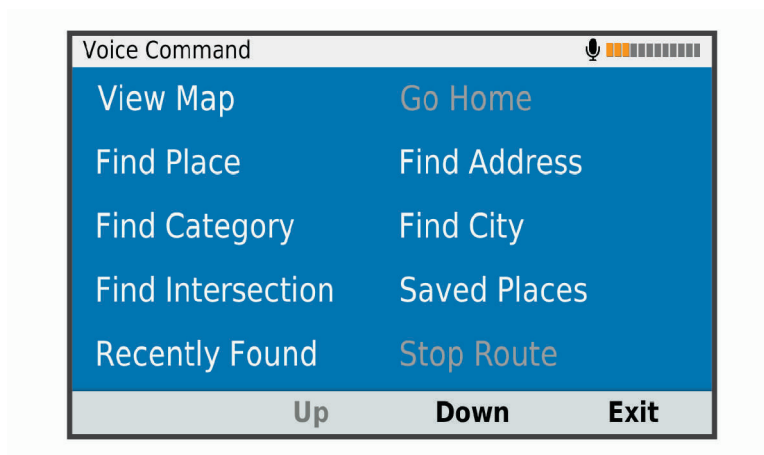 Voice Command
View Map Go Home
Find Place Find Address
Find Category Find City
Find Intersection Saved Places
Recently Found Stop Route
Up Down Exit